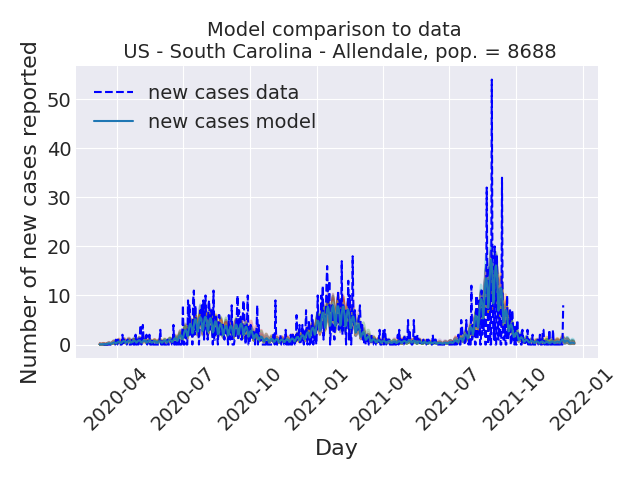 Model comparison to data
US - South Carolina - Allendale, pop. = 8688
Number of new cases reported
50
40
30
20
10
0
new cases data
new cases model
2020-04
2020-07
2020-10
2021-01
2021-04
2021-07
2021-10
2022-01
Day